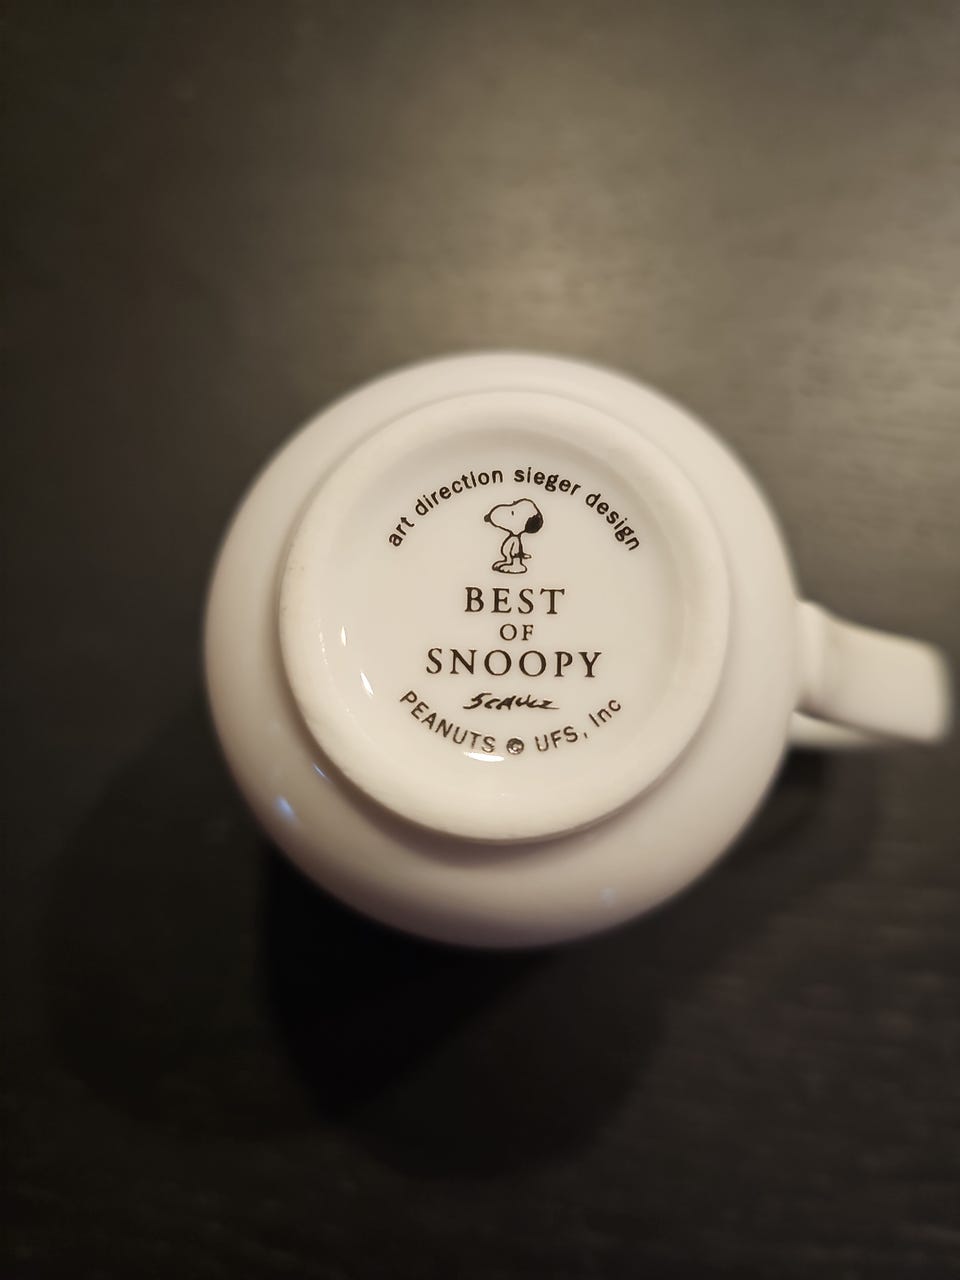 art direction sieger design
BEST
OF
SNOOPY
SCHULZ
PEANUTS © UFS, Inc